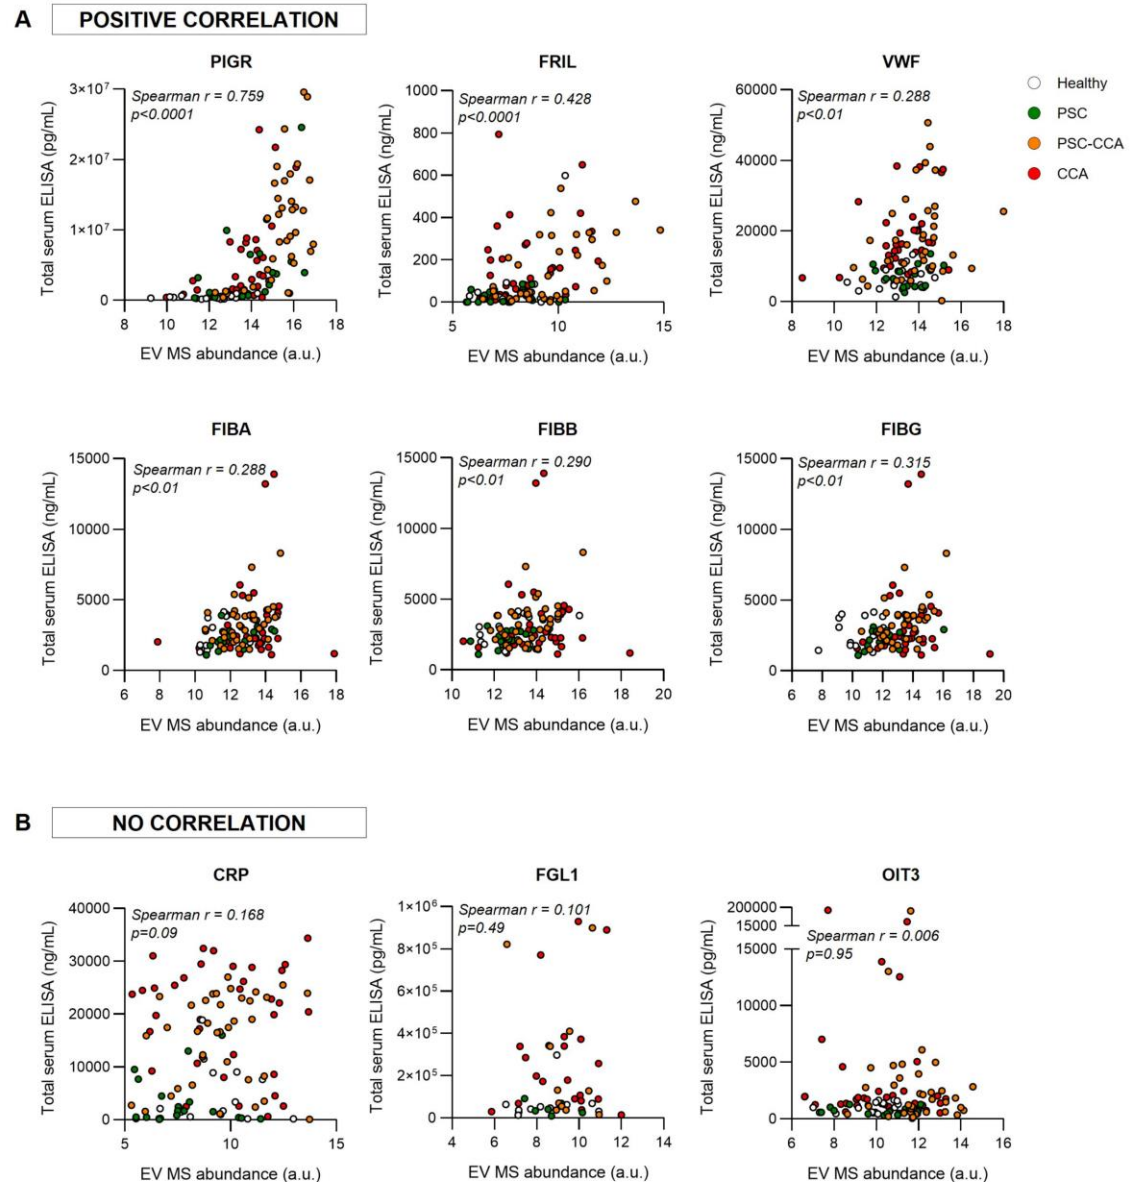 A POSITIVE CORRELATION
PIGR
Total serum ELISA (pg/mL)
3×10⁷
2×10⁷
1×10⁷
0
Spearman r = 0.759
p<0.0001
8 10 12 14 16 18
EV MS abundance (a.u.)
FRIL
Total serum ELISA (ng/mL)
1000
800
600
400
200
0
Spearman r = 0.428
p<0.0001
5 10 15
EV MS abundance (a.u.)
VWF
Total serum ELISA (ng/mL)
60000
40000
20000
0
Spearman r = 0.288
p<0.01
8 10 12 14 16 18
EV MS abundance (a.u.)
Healthy
PSC
PSC-CCA
CCA
FIBA
Total serum ELISA (ng/mL)
15000
10000
5000
0
Spearman r = 0.288
p<0.01
6 8 10 12 14 16 18
EV MS abundance (a.u.)
FIBB
Total serum ELISA (ng/mL)
15000
10000
5000
0
Spearman r = 0.290
p<0.01
10 12 14 16 18 20
EV MS abundance (a.u.)
FIBG
Total serum ELISA (ng/mL)
15000
10000
5000
0
Spearman r = 0.315
p<0.01
6 8 10 12 14 16 18 20
EV MS abundance (a.u.)
B NO CORRELATION
CRP
Total serum ELISA (ng/mL)
40000
30000
20000
10000
0
Spearman r = 0.168
p=0.09
5 10 15
EV MS abundance (a.u.)
FGL1
Total serum ELISA (pg/mL)
1×10⁶
8×10⁵
6×10⁵
4×10⁵
2×10⁵
0
Spearman r = 0.101
p=0.49
4 6 8 10 12 14
EV MS abundance (a.u.)
OIT3
Total serum ELISA (pg/mL)
200000
15000
15000
10000
5000
0
Spearman r = 0.006
p=0.95
6 8 10 12 14 16
EV MS abundance (a.u.)